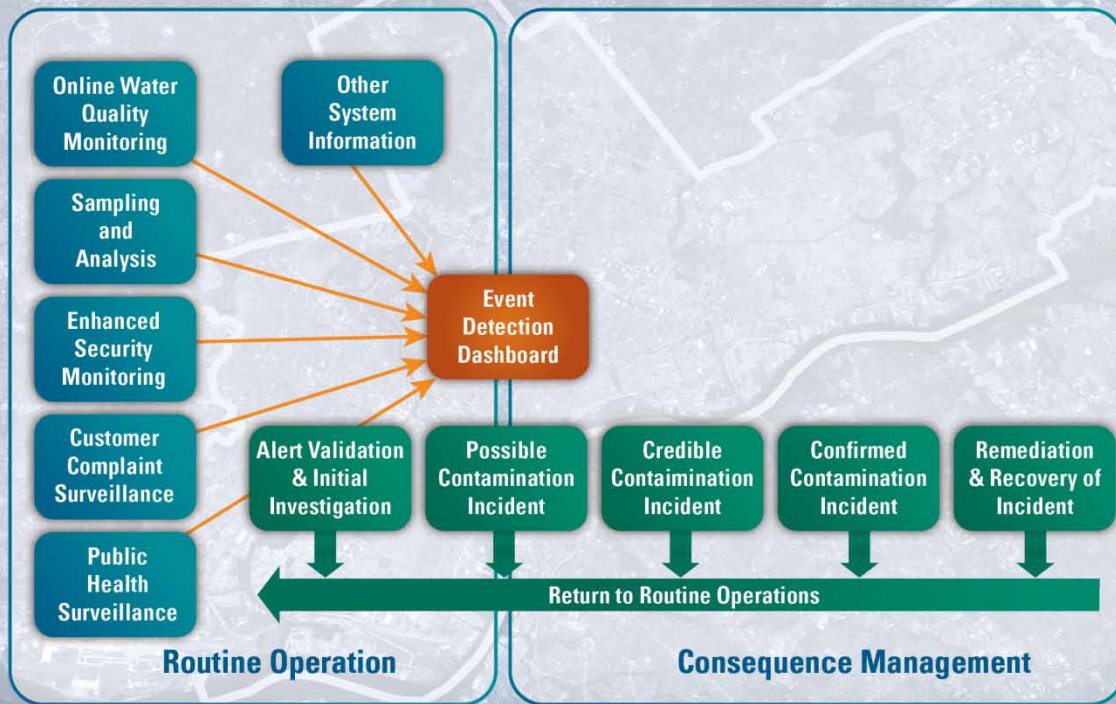 Online Water
Quality
Monitoring
Other
System
Information
Sampling
and
Analysis
Enhanced
Security
Monitoring
Event
Detection
Dashboard
Customer
Complaint
Surveillance
Public
Health
Surveillance
Alert Validation
& Initial
Investigation
Possible
Contamination
Incident
Credible
Contaimination
Incident
Confirmed
Contamination
Incident
Remediation
& Recovery of
Incident
Return to Routine Operations
Routine Operation
Consequence Management